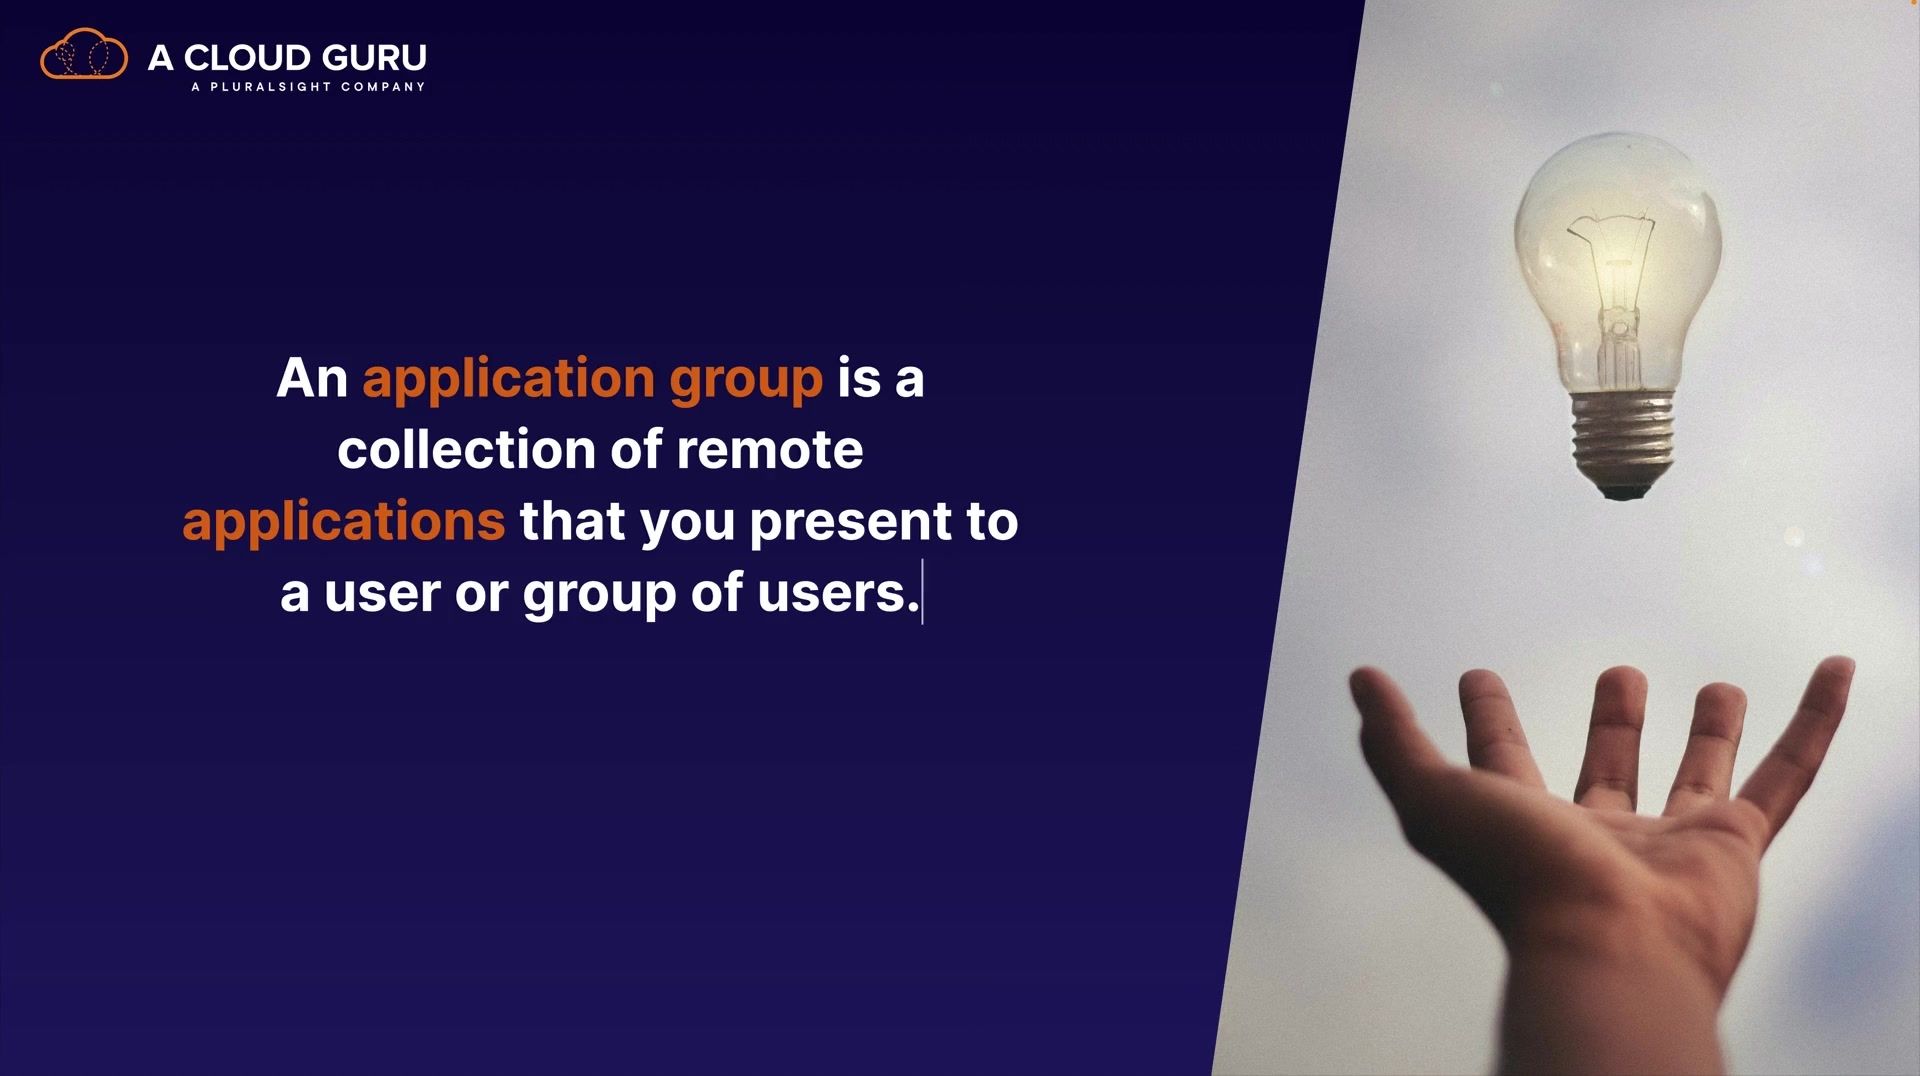 A CLOUD GURU
A PLURALSIGHT COMPANY
An application group is a
collection of remote
applications that you present to
a user or group of users.